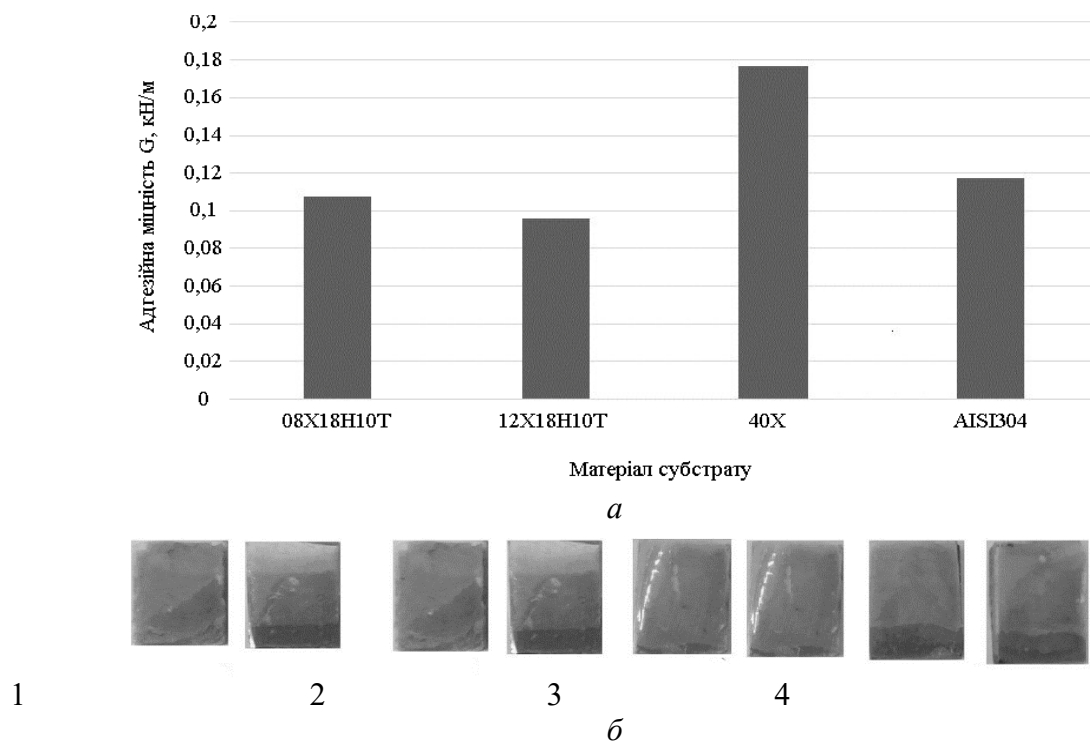 0,2
0,18
0,16
0,14
0,12
0,1
0,08
0,06
0,04
0,02
0
Адгезійна міцність G, кН/м
08Х18Н10Т 12Х18Н10Т 40Х AISI304
Матеріал субстрату
а
1 2 3 4
б